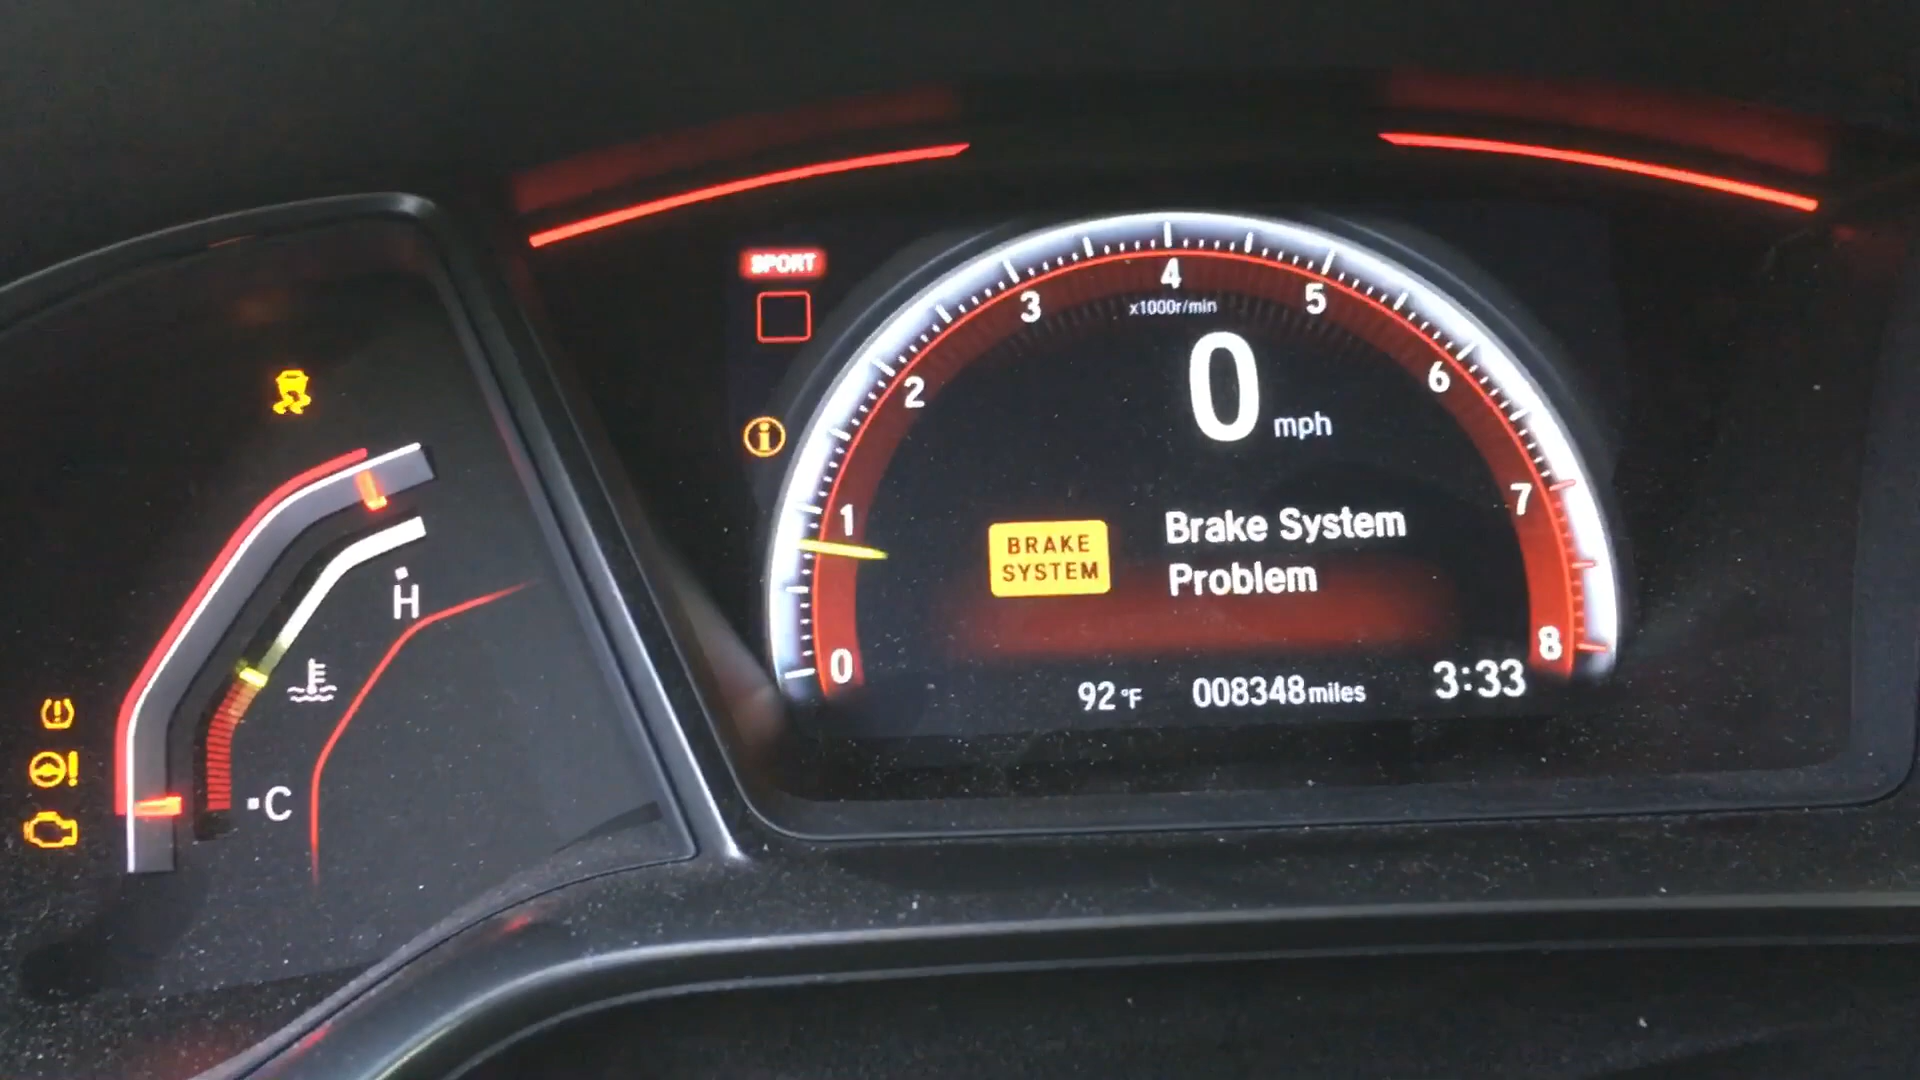 SPORT
4
3
5
x1000r/min
0
mph
2
6
1
7
BRAKE
SYSTEM
Brake System
Problem
0
8
92 °F
008348 miles
3:33
H
C